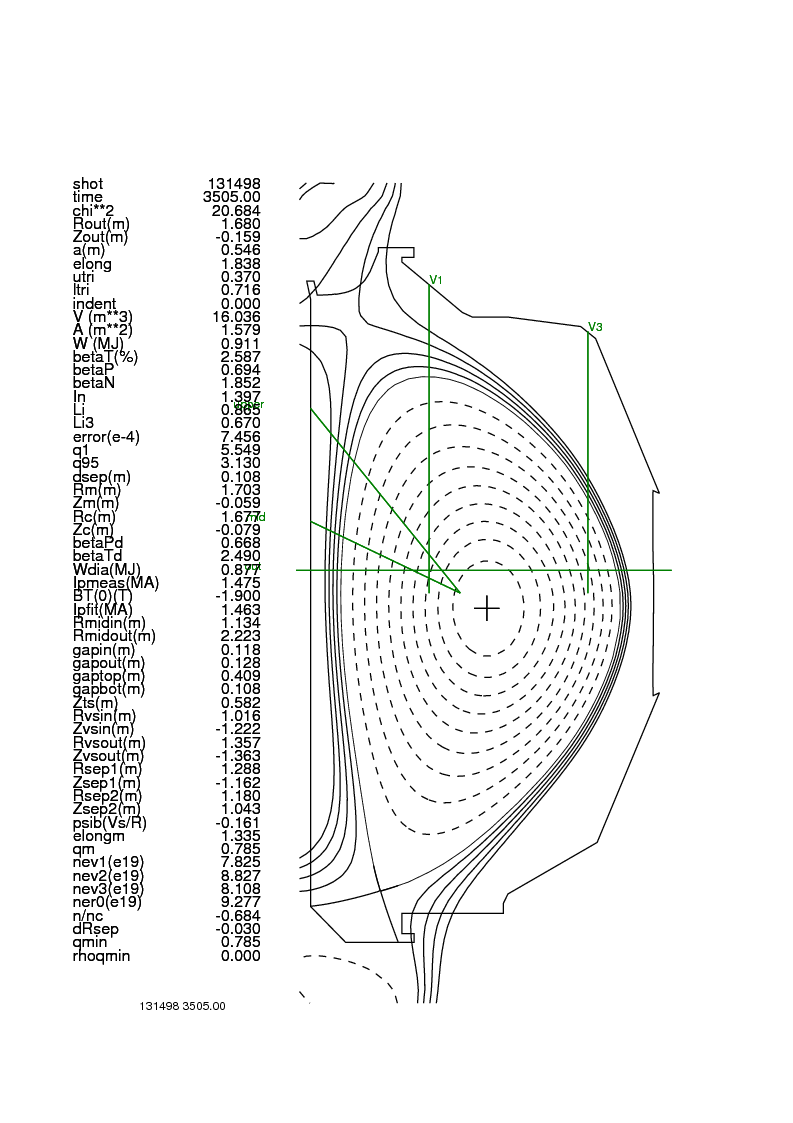 shot 131498
time 3505.00
chi**2 20.684
Rout(m) 1.680
Zout(m) -0.159
a(m) 0.546
elong 1.838
utri 0.370
ltri 0.716
indent 0.000
V (m**3) 16.036
A (m**2) 1.579
W (MJ) 0.911
betaT(%) 2.587
betaP 0.694
betaN 1.852
In 1.397
Li 0.865
Li3 0.670
error(e-4) 7.456
q1 5.549
q95 3.130
dsep(m) 0.108
Rm(m) 1.703
Zm(m) -0.059
Rc(m) 1.677
Zc(m) -0.079
betaPd 0.668
betaTd 2.490
Wdia(MJ) 0.877
Ipmeas(MA) 1.475
BT(0)(T) -1.900
Ipfit(MA) 1.463
Rmidin(m) 1.134
Rmidout(m) 2.223
gapin(m) 0.118
gapout(m) 0.128
gaptop(m) 0.409
gapbot(m) 0.108
Zts(m) 0.582
Rvsin(m) 1.016
Zvsin(m) -1.222
Rvsout(m) 1.357
Zvsout(m) -1.363
Rsep1(m) 1.288
Zsep1(m) -1.162
Rsep2(m) 1.180
Zsep2(m) 1.043
psib(Vs/R) -0.161
elongm 1.335
qm 0.785
nev1(e19) 7.825
nev2(e19) 8.827
nev3(e19) 8.108
ner0(e19) 9.277
n/nc -0.684
dRsep -0.030
qmin 0.785
rhoqmin 0.000
V1
V3
131498 3505.00